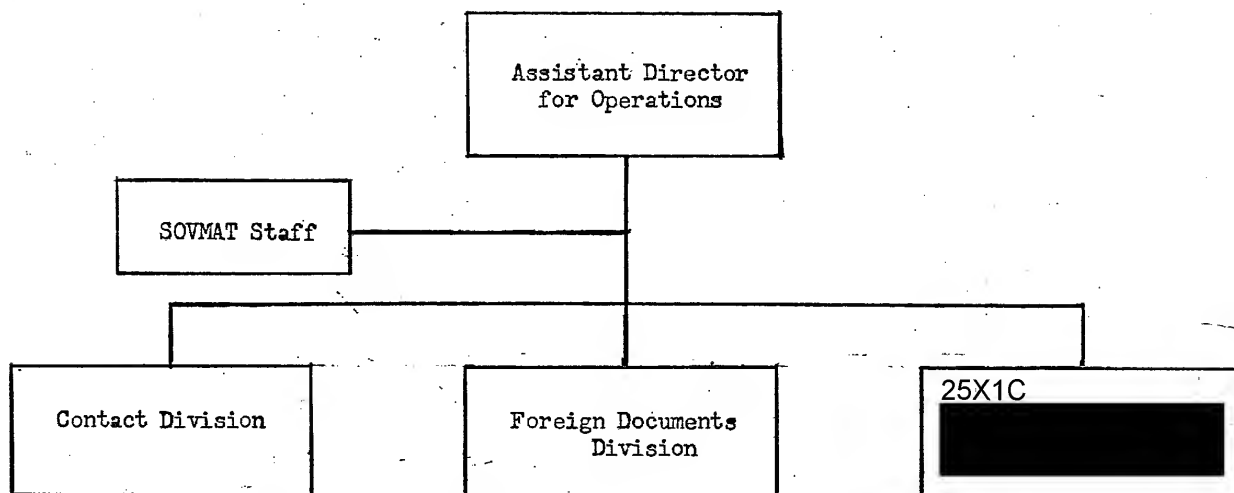 Assistant Director
for Operations
SOVMAT Staff
Contact Division
Foreign Documents
Division
25X1C